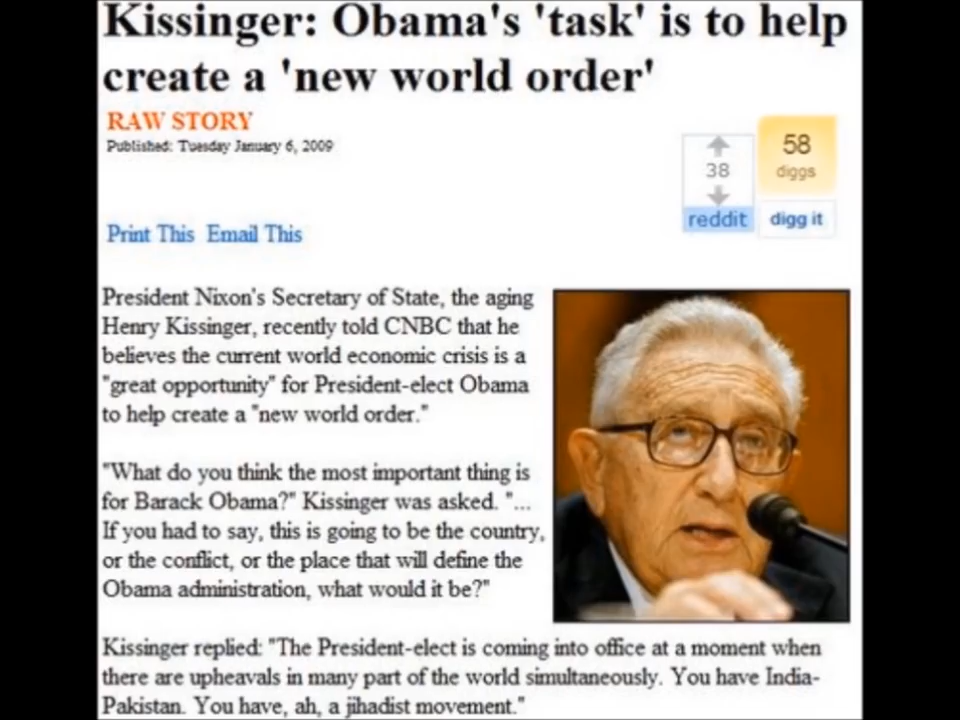 Kissinger: Obama's 'task' is to help
create a 'new world order'
RAW STORY
Published: Tuesday January 6, 2009
38
reddit
58
diggs
digg it
Print This Email This
President Nixon's Secretary of State, the aging
Henry Kissinger, recently told CNBC that he
believes the current world economic crisis is a
"great opportunity" for President-elect Obama
to help create a "new world order."
"What do you think the most important thing is
for Barack Obama?" Kissinger was asked. "...
If you had to say, this is going to be the country,
or the conflict, or the place that will define the
Obama administration, what would it be?"
Kissinger replied: "The President-elect is coming into office at a moment when
there are upheavals in many part of the world simultaneously. You have India-
Pakistan. You have, ah, a jihadist movement."